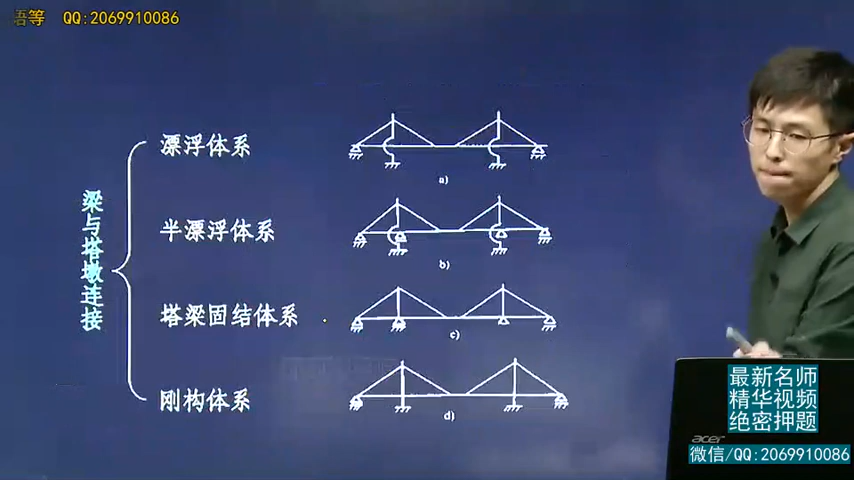 语等 QQ:2069910086
漂浮体系
a)
梁与塔墩连接
半漂浮体系
b)
塔梁固结体系
c)
刚构体系
d)
最新名师
精华视频
绝密押题
acer
微信/QQ:2069910086